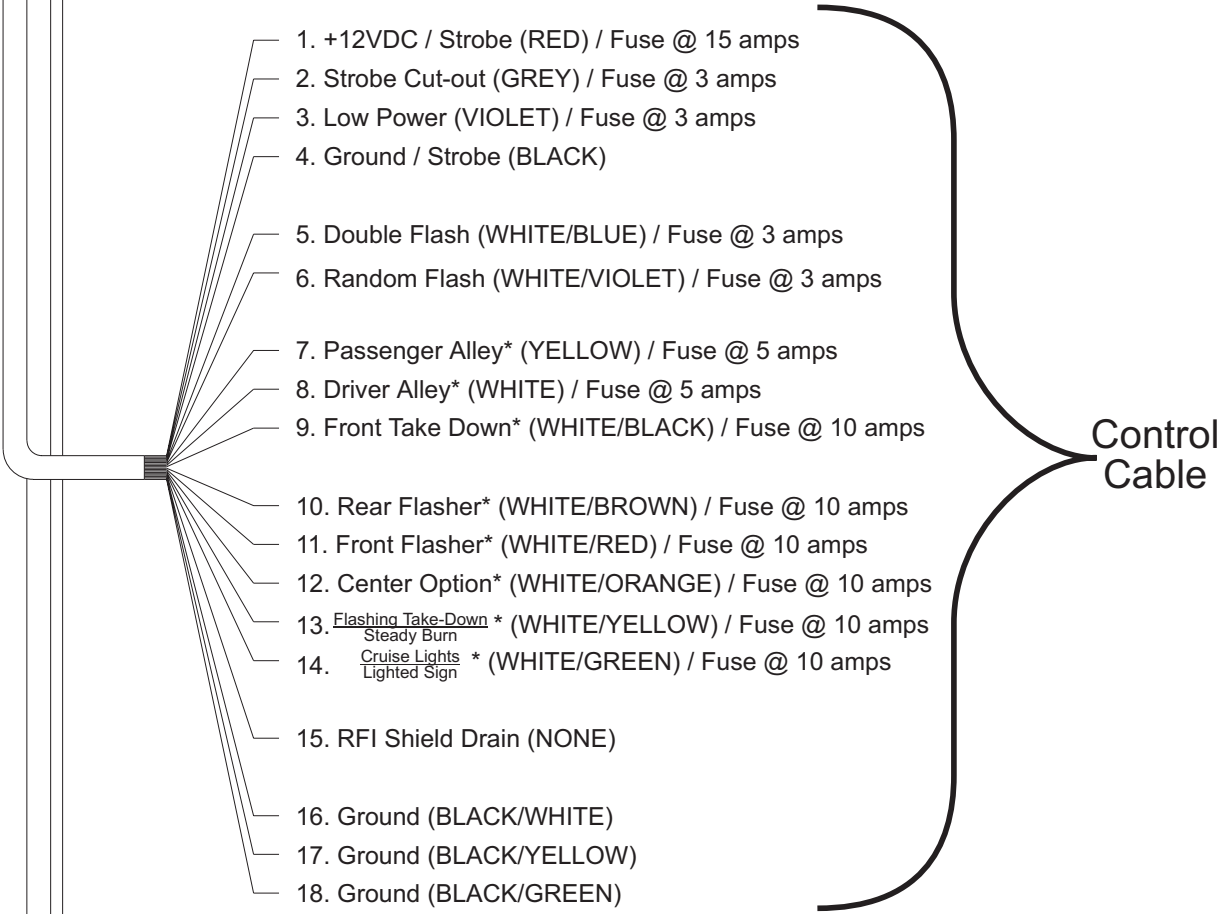 1. +12VDC / Strobe (RED) / Fuse @ 15 amps
2. Strobe Cut-out (GREY) / Fuse @ 3 amps
3. Low Power (VIOLET) / Fuse @ 3 amps
4. Ground / Strobe (BLACK)
5. Double Flash (WHITE/BLUE) / Fuse @ 3 amps
6. Random Flash (WHITE/VIOLET) / Fuse @ 3 amps
7. Passenger Alley* (YELLOW) / Fuse @ 5 amps
8. Driver Alley* (WHITE) / Fuse @ 5 amps
9. Front Take Down* (WHITE/BLACK) / Fuse @ 10 amps
10. Rear Flasher* (WHITE/BROWN) / Fuse @ 10 amps
11. Front Flasher* (WHITE/RED) / Fuse @ 10 amps
12. Center Option* (WHITE/ORANGE) / Fuse @ 10 amps
13. Flashing Take-Down
Steady Burn
* (WHITE/YELLOW) / Fuse @ 10 amps
14. Cruise Lights
Lighted Sign
* (WHITE/GREEN) / Fuse @ 10 amps
15. RFI Shield Drain (NONE)
16. Ground (BLACK/WHITE)
17. Ground (BLACK/YELLOW)
18. Ground (BLACK/GREEN)
Control
Cable